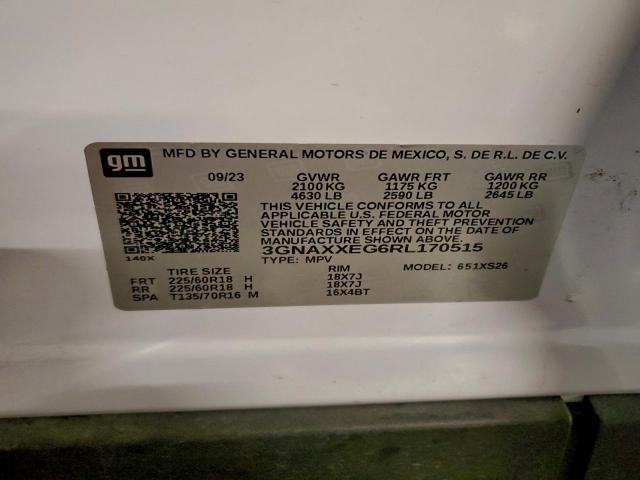 gm MFD BY GENERAL MOTORS DE MEXICO, S. DE R.L. DE C.V.
09/23 GVWR GAWR FRT GAWR RR
2100 KG 1175 KG 1200 KG
4630 LB 2590 LB 2645 LB
THIS VEHICLE CONFORMS TO ALL
APPLICABLE U.S. FEDERAL MOTOR
VEHICLE SAFETY AND THEFT PREVENTION
STANDARDS IN EFFECT ON THE DATE
OF MANUFACTURE SHOWN ABOVE.
3GNAXXEG6RL170515
140X TYPE: MPV MODEL: 651XS26
TIRE SIZE RIM
FRT 225/60R18 H 18X7J
RR 225/60R18 H 18X7J
SPA T135/70R16 M 16X4BT